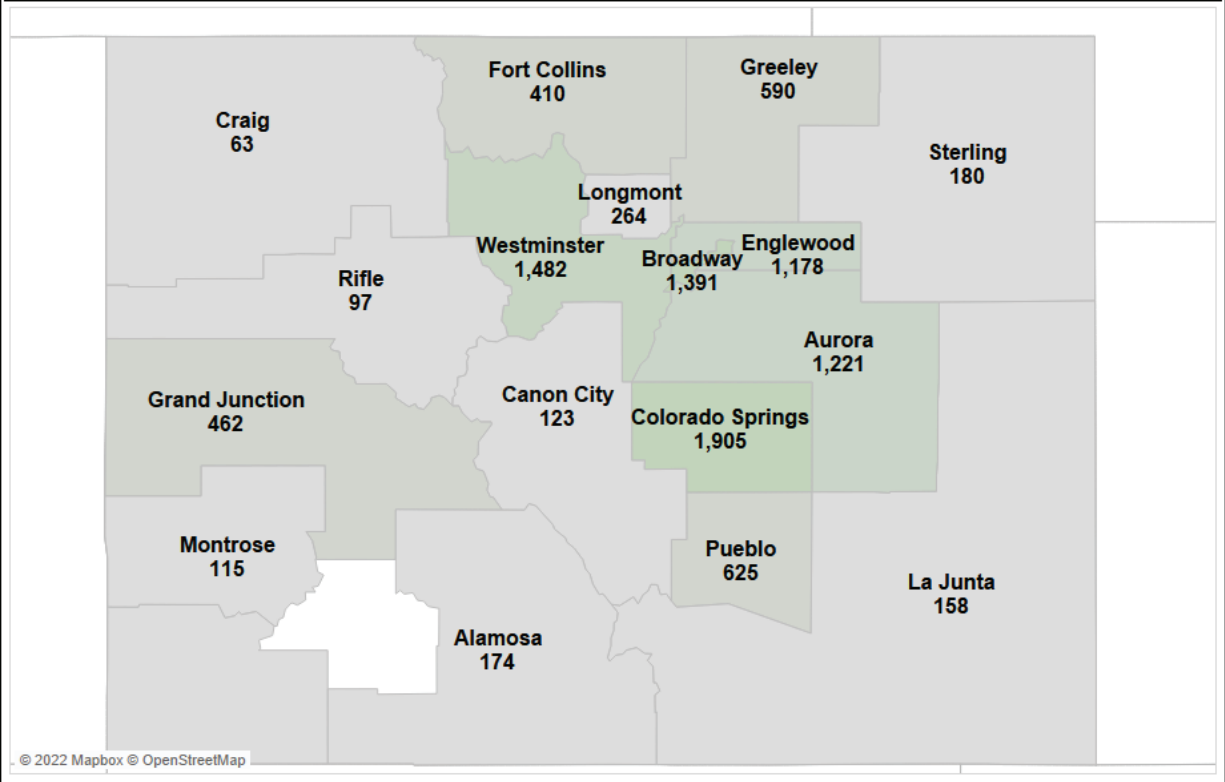 Fort Collins
410
Greeley
590
Craig
63
Sterling
180
Longmont
264
Westminster
1,482
Broadway
1,391
Englewood
1,178
Rifle
97
Aurora
1,221
Grand Junction
462
Canon City
123
Colorado Springs
1,905
Montrose
115
Pueblo
625
La Junta
158
Alamosa
174
© 2022 Mapbox © OpenStreetMap